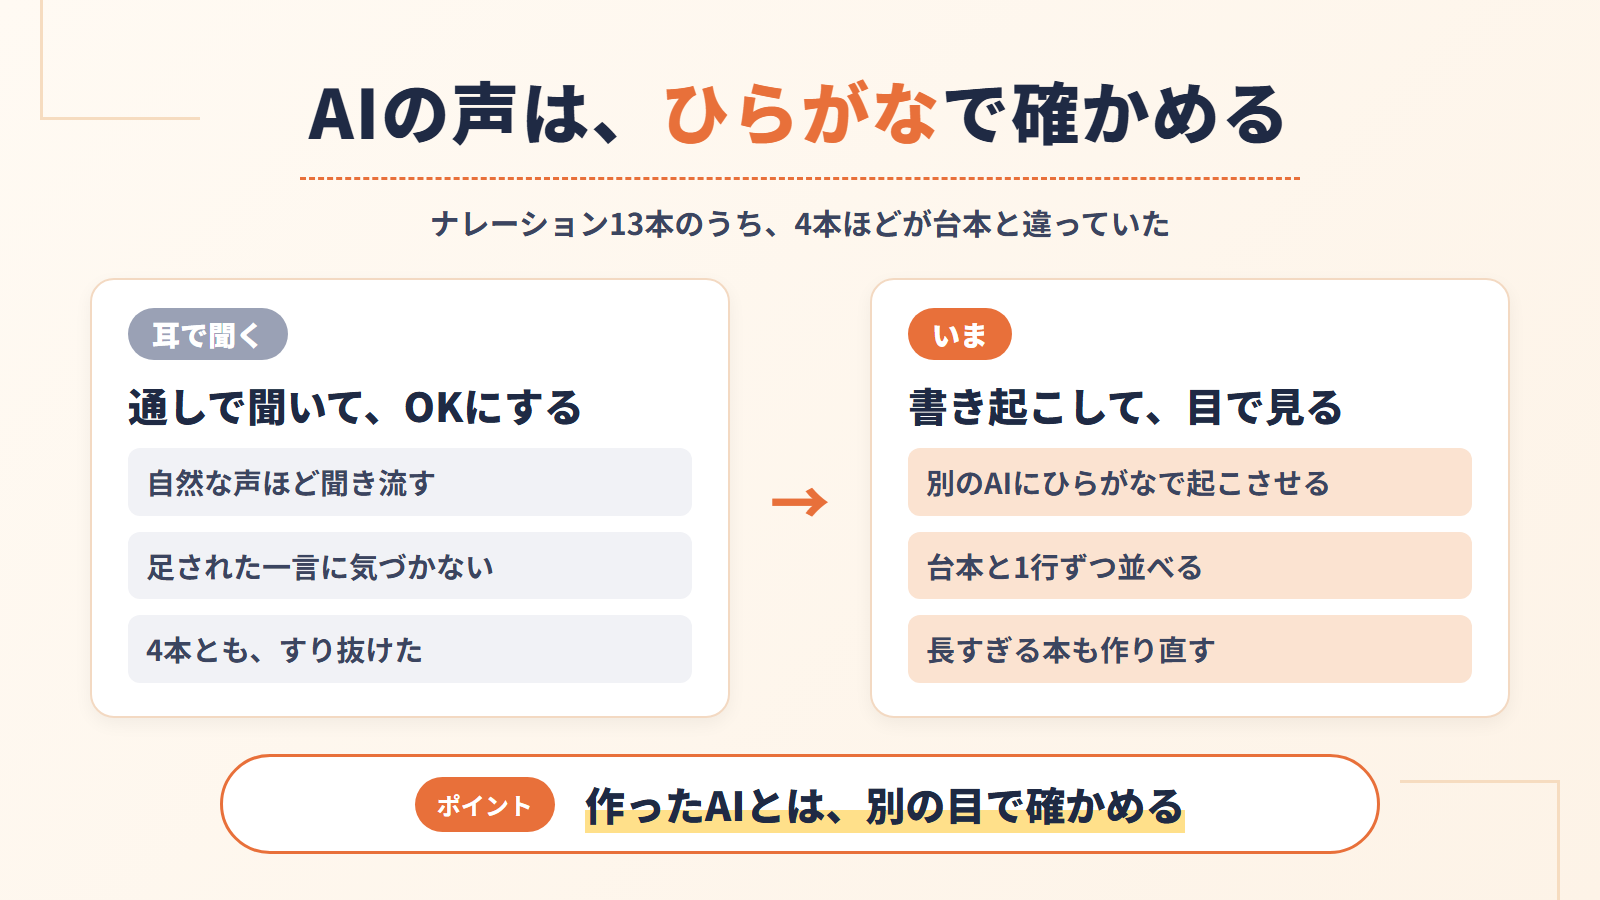 AIの声は、ひらがなで確かめる
ナレーション13本のうち、4本ほどが台本と違っていた
耳で聞く
通しで聞いて、OKにする
自然な声ほど聞き流す
足された一言に気づかない
4本とも、すり抜けた
→
いま
書き起こして、目で見る
別のAIにひらがなで起こさせる
台本と1行ずつ並べる
長すぎる本も作り直す
ポイント
作ったAIとは、別の目で確かめる